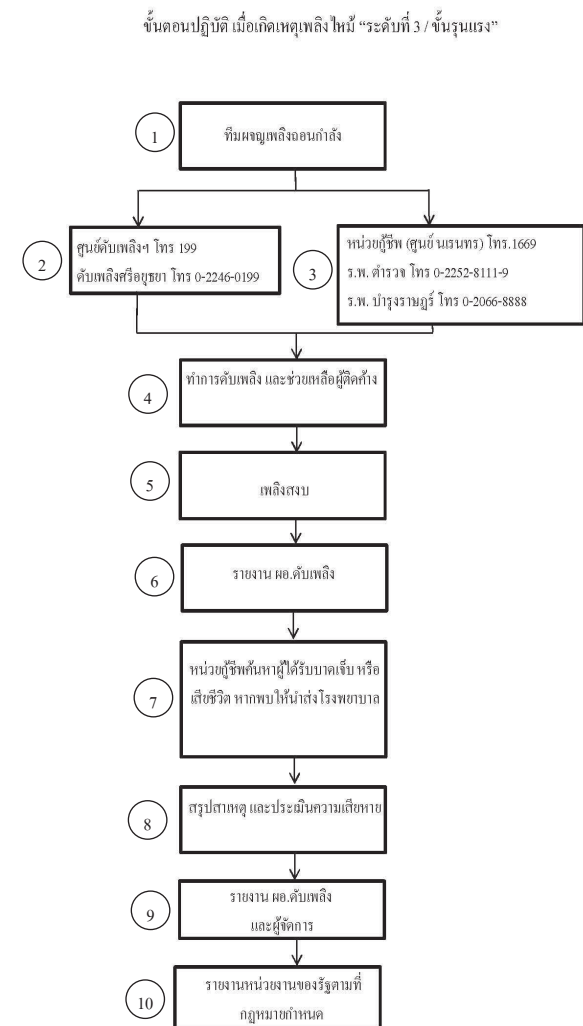 ขั้นตอนปฏิบัติ เมื่อเกิดเหตุเพลิงไหม้ “ระดับที่ 3 / ขั้นรุนแรง”
1
ทีมผจญเพลิงถอนกำลัง
2
ศูนย์ดับเพลิงฯ โทร 199
ดับเพลิงศรีอยุธยา โทร 0-2246-0199
3
หน่วยกู้ชีพ (ศูนย์ นเรนทร) โทร.1669
ร.พ. ตำรวจ โทร 0-2252-8111-9
ร.พ. บำรุงราษฎร์ โทร 0-2066-8888
4
ทำการดับเพลิง และช่วยเหลือผู้ติดค้าง
5
เพลิงสงบ
6
รายงาน ผอ.ดับเพลิง
7
หน่วยกู้ชีพค้นหาผู้ได้รับบาดเจ็บ หรือ
เสียชีวิต หากพบให้นำส่งโรงพยาบาล
8
สรุปสาเหตุ และประเมินความเสียหาย
9
รายงาน ผอ.ดับเพลิง
และผู้จัดการ
10
รายงานหน่วยงานของรัฐตามที่
กฎหมายกำหนด